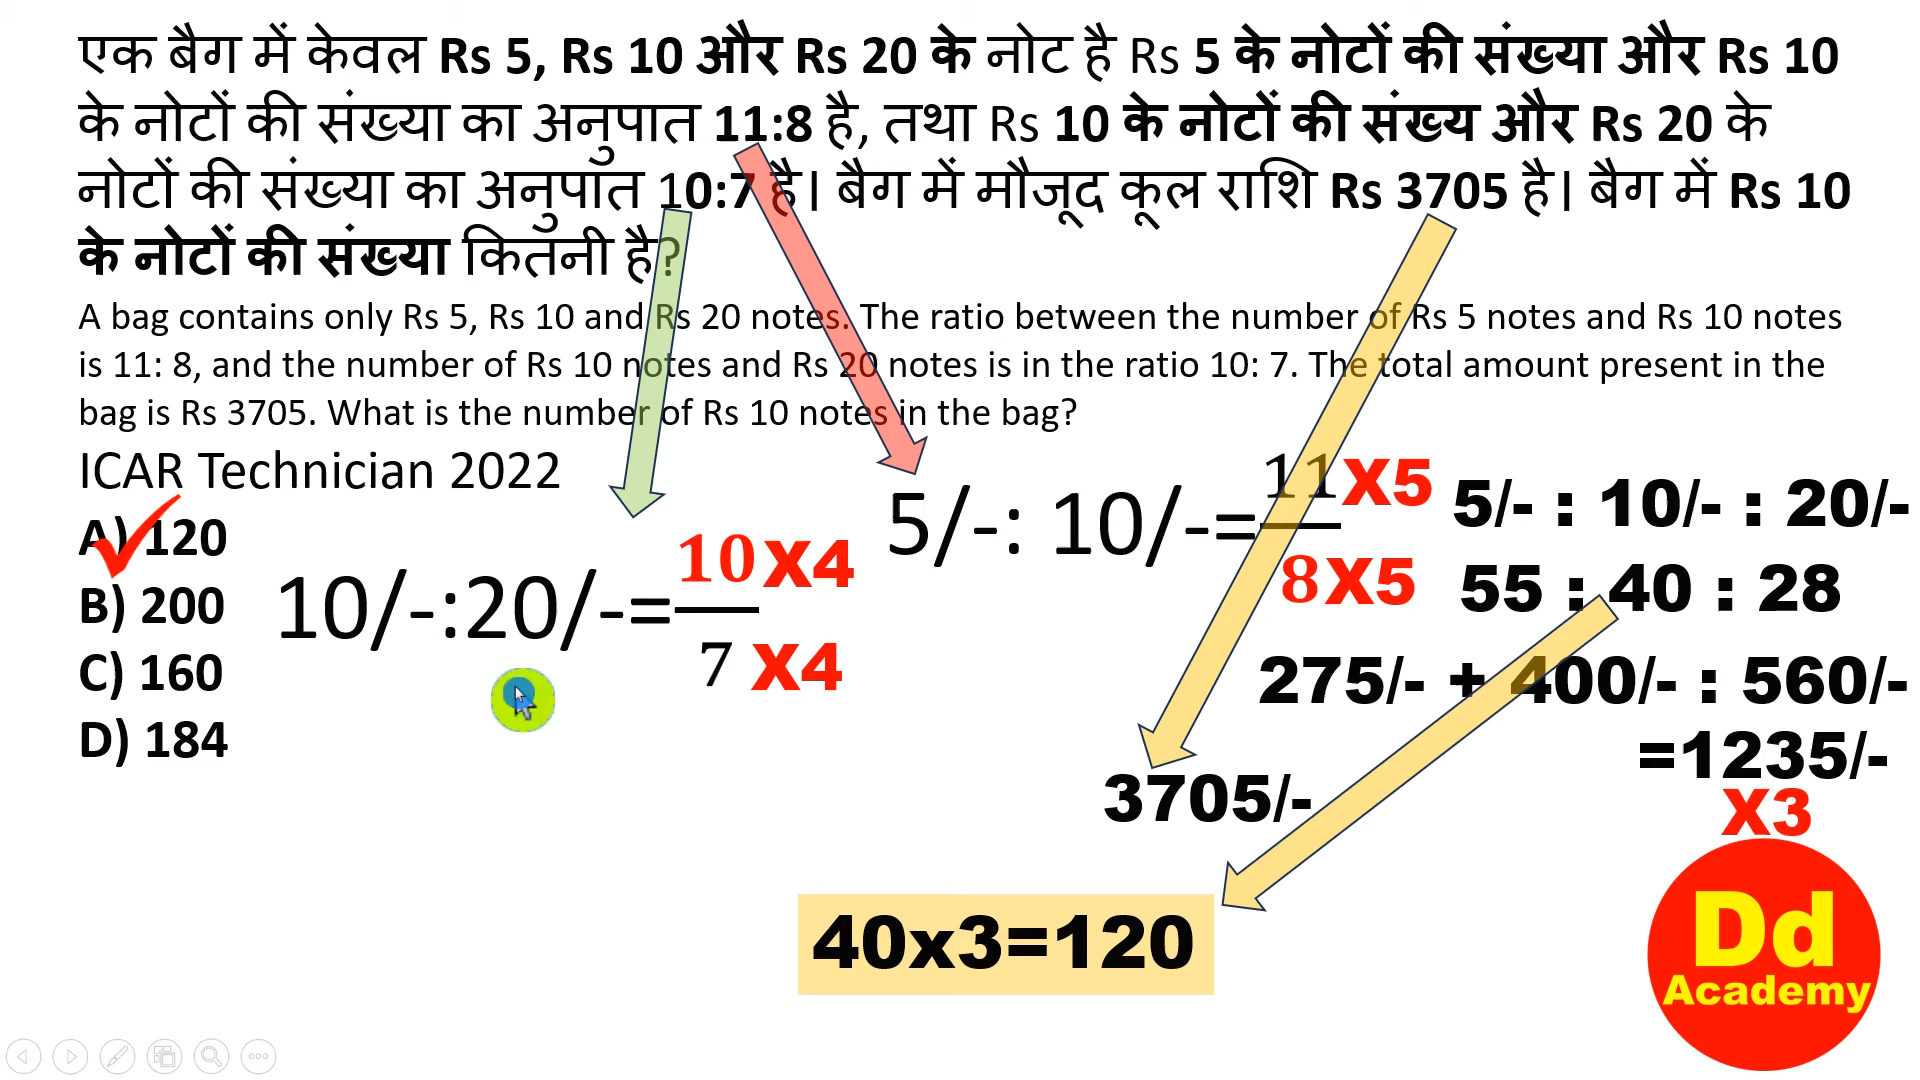 एक बैग में केवल Rs 5, Rs 10 और Rs 20 के नोट है Rs 5 के नोटों की संख्या और Rs 10
के नोटों की संख्या का अनुपात 11:8 है, तथा Rs 10 के नोटों की संख्य और Rs 20 के
नोटों की संख्या का अनुपात 10:7 है। बैग में मौजूद कूल राशि Rs 3705 है। बैग में Rs 10
के नोटों की संख्या कितनी है?
A bag contains only Rs 5, Rs 10 and Rs 20 notes. The ratio between the number of Rs 5 notes and Rs 10 notes
is 11: 8, and the number of Rs 10 notes and Rs 20 notes is in the ratio 10: 7. The total amount present in the
bag is Rs 3705. What is the number of Rs 10 notes in the bag?
ICAR Technician 2022
A) 120
B) 200
C) 160
D) 184
10/-:20/-=
10 X4
7 X4
5/-: 10/-=
11 X5
8 X5
5/- : 10/- : 20/-
55 : 40 : 28
275/- + 400/- : 560/-
=1235/-
X3
3705/-
40x3=120
Dd
Academy